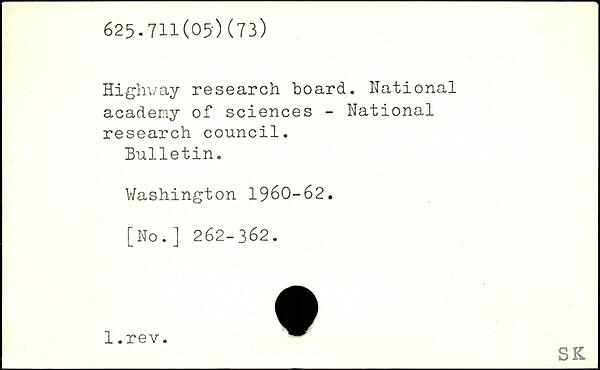 625.711(05)(73)
Highway research board. National
academy of sciences - National
research council.
Bulletin.
Washington 1960-62.
[No.] 262-362.
1.rev.
SK